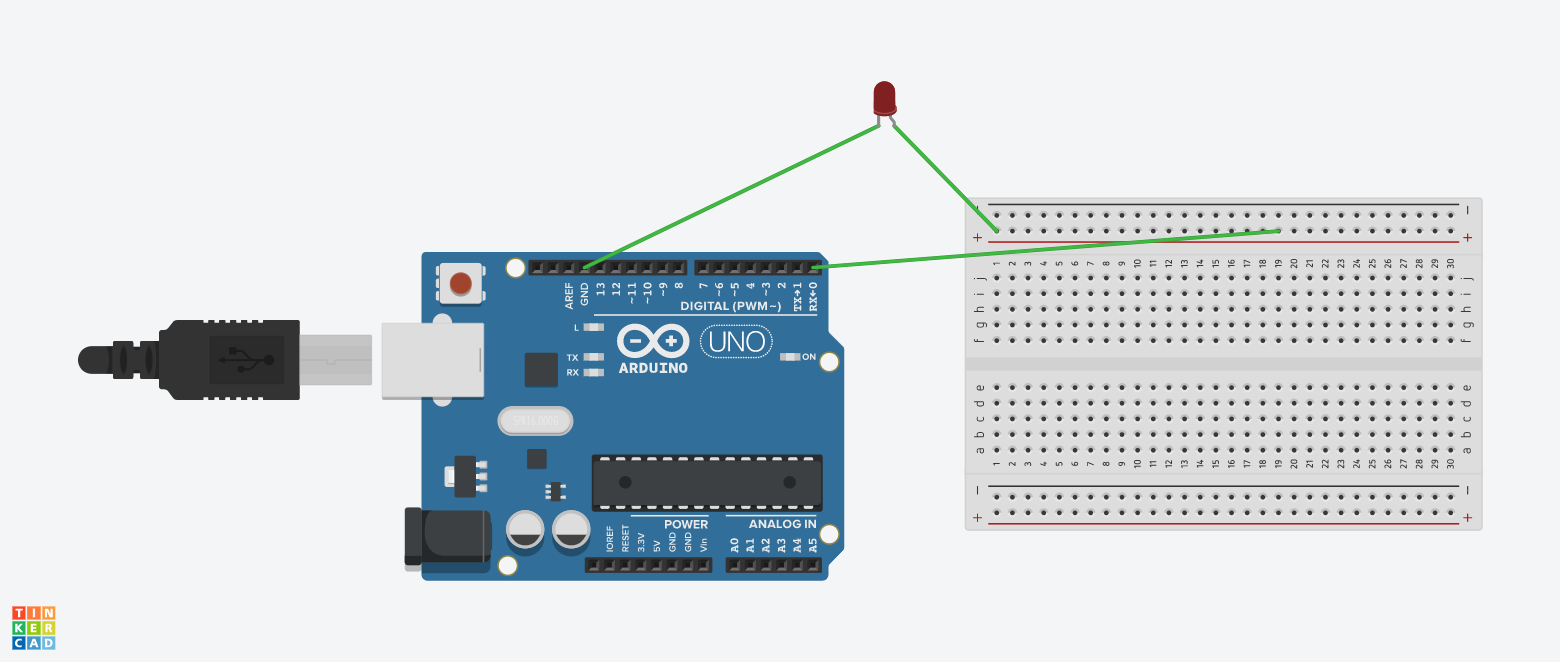 − −
+ +
1 2 3 4 5 6 7 8 9 10 11 12 13 14 15 16 17 18 19 20 21 22 23 24 25 26 27 28 29 30
j j
i i
h h
g g
f f
AREF GND 13 12 ~11 ~10 ~9 8 7 ~6 ~5 4 ~3 2 TX→1 RX←0
DIGITAL (PWM~)
L
TX
RX
ARDUINO
UNO
ON
e e
d d
c c
b b
a a
1 2 3 4 5 6 7 8 9 10 11 12 13 14 15 16 17 18 19 20 21 22 23 24 25 26 27 28 29 30
− −
+ +
POWER ANALOG IN
IOREF RESET 3.3V 5V GND GND Vin A0 A1 A2 A3 A4 A5
TIN
KER
CAD